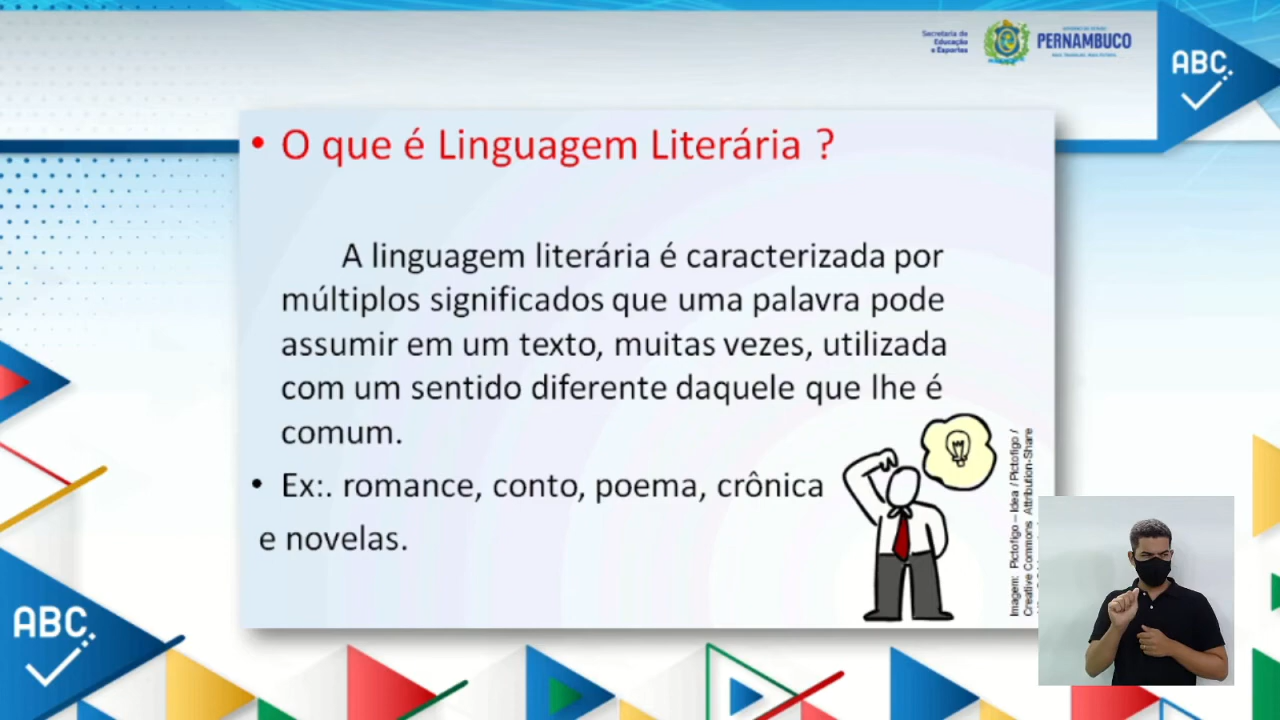 Secretaria de
Educação
e Esportes
PERNAMBUCO
ABC
• O que é Linguagem Literária ?
A linguagem literária é caracterizada por
múltiplos significados que uma palavra pode
assumir em um texto, muitas vezes, utilizada
com um sentido diferente daquele que lhe é
comum.
• Ex:. romance, conto, poema, crônica
e novelas.
Imagem: Pictofigo – Idea / Pictofigo /
Creative Commons Attribution-Share
ABC